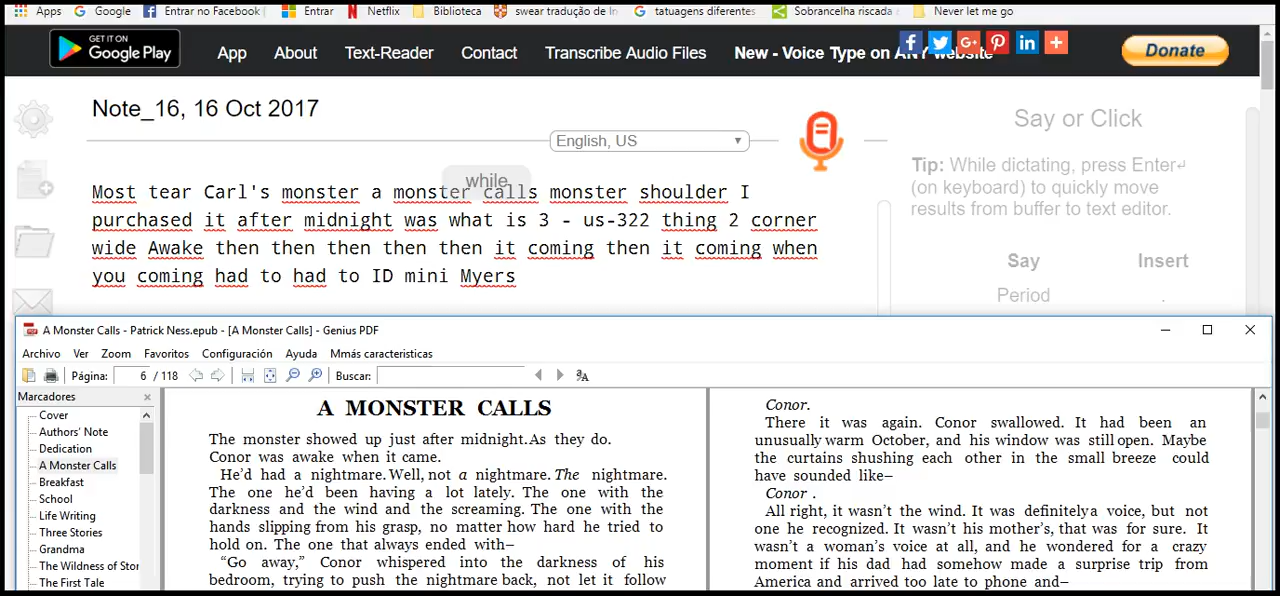 Apps Google Entrar no Facebook Entrar Netflix Biblioteca swear tradução de In tatuagens diferentes Sobrancelha riscada Never let me go
GET IT ON
Google Play
App About Text-Reader Contact Transcribe Audio Files New - Voice Type on ANY website
Donate
Note_16, 16 Oct 2017
English, US
Say or Click
Tip: While dictating, press Enter↵
(on keyboard) to quickly move
results from buffer to text editor.
Say Insert
Period .
while
Most tear Carl's monster a monster calls monster shoulder I
purchased it after midnight was what is 3 - us-322 thing 2 corner
wide Awake then then then then then it coming then it coming when
you coming had to had to ID mini Myers
A Monster Calls - Patrick Ness.epub - [A Monster Calls] - Genius PDF
Archivo Ver Zoom Favoritos Configuración Ayuda Mmás caracteristicas
Página: 6 / 118 Buscar:
Marcadores
Cover
Authors' Note
Dedication
A Monster Calls
Breakfast
School
Life Writing
Three Stories
Grandma
The Wildness of Stor
The First Tale
A MONSTER CALLS
The monster showed up just after midnight.As they do.
Conor was awake when it came.
He'd had a nightmare.Well, not a nightmare. The nightmare.
The one he'd been having a lot lately. The one with the
darkness and the wind and the screaming. The one with the
hands slipping from his grasp, no matter how hard he tried to
hold on. The one that always ended with–
“Go away,” Conor whispered into the darkness of his
bedroom, trying to push the nightmare back, not let it follow
Conor.
There it was again. Conor swallowed. It had been an
unusually warm October, and his window was still open. Maybe
the curtains shushing each other in the small breeze could
have sounded like–
Conor .
All right, it wasn't the wind. It was definitely a voice, but not
one he recognized. It wasn't his mother's, that was for sure. It
wasn't a woman's voice at all, and he wondered for a crazy
moment if his dad had somehow made a surprise trip from
America and arrived too late to phone and–